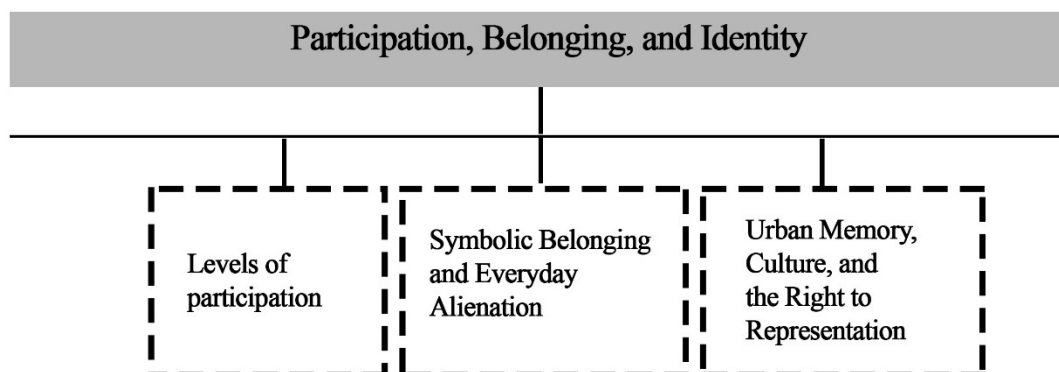 Participation, Belonging, and Identity
Levels of
participation
Symbolic Belonging
and Everyday
Alienation
Urban Memory,
Culture, and
the Right to
Representation